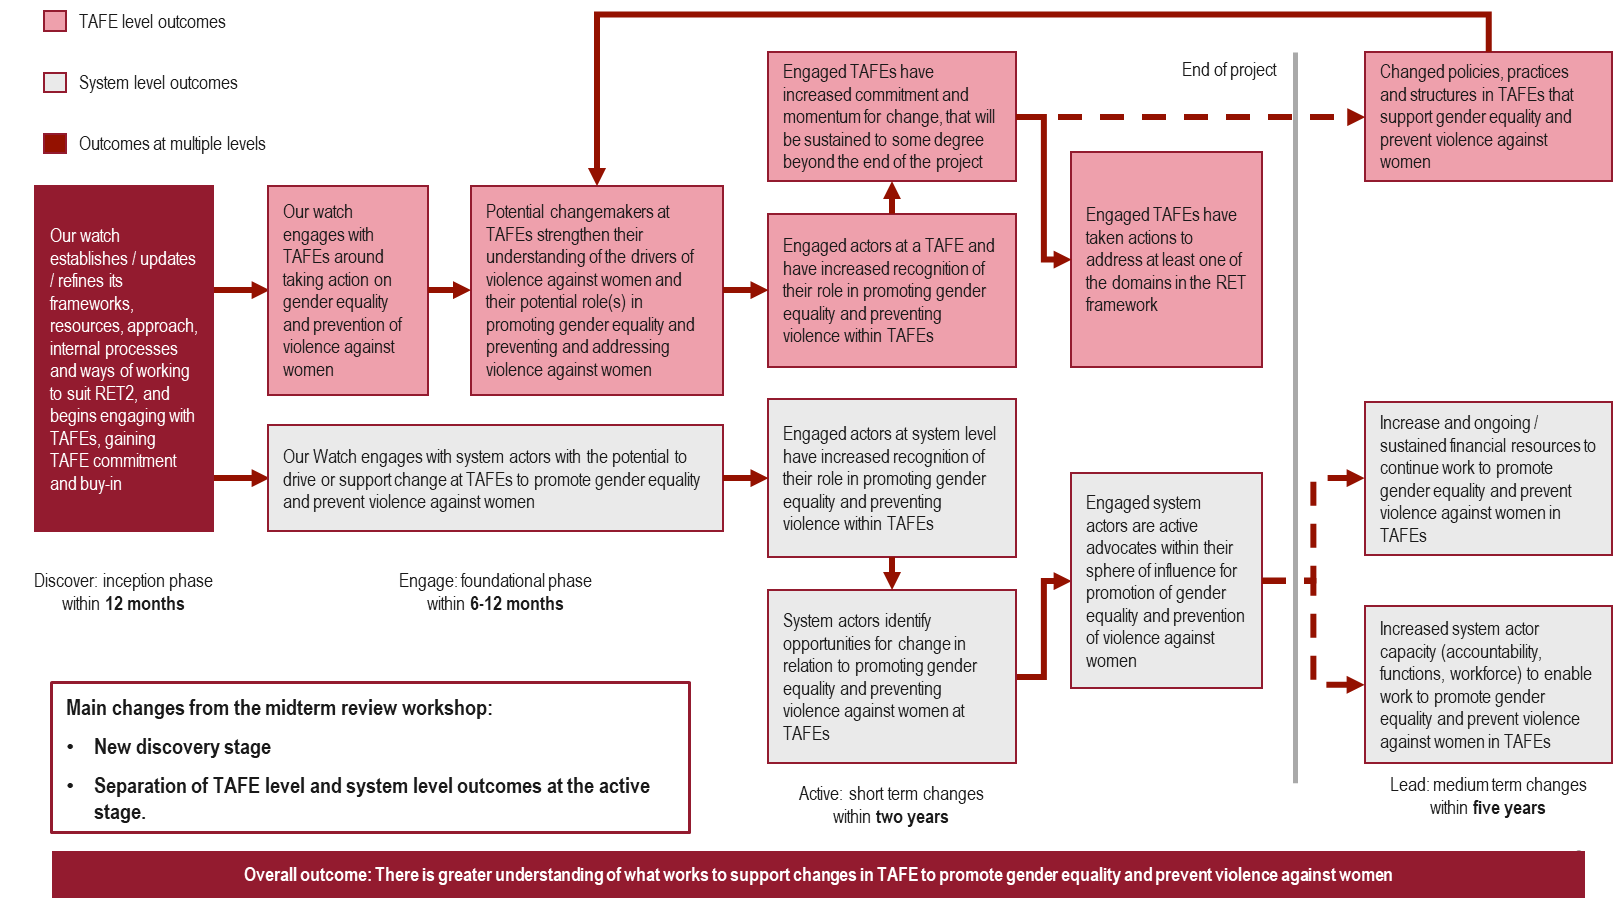 TAFE level outcomes
System level outcomes
Outcomes at multiple levels
Our watch
establishes / updates
/ refines its
frameworks,
resources, approach,
internal processes
and ways of working
to suit RET2, and
begins engaging with
TAFEs, gaining
TAFE commitment
and buy-in
Our watch
engages with
TAFEs around
taking action on
gender equality
and prevention of
violence against
women
Potential changemakers at
TAFEs strengthen their
understanding of the drivers of
violence against women and
their potential role(s) in
promoting gender equality and
preventing and addressing
violence against women
Our Watch engages with system actors with the potential to
drive or support change at TAFEs to promote gender equality
and prevent violence against women
Engaged TAFEs have
increased commitment and
momentum for change, that will
be sustained to some degree
beyond the end of the project
Engaged actors at a TAFE and
have increased recognition of
their role in promoting gender
equality and preventing
violence within TAFEs
Engaged actors at system level
have increased recognition of
their role in promoting gender
equality and preventing
violence within TAFEs
System actors identify
opportunities for change in
relation to promoting gender
equality and preventing
violence against women at
TAFEs
Engaged TAFEs have
taken actions to
address at least one of
the domains in the RET
framework
Engaged system
actors are active
advocates within their
sphere of influence for
promotion of gender
equality and prevention
of violence against
women
End of project
Changed policies, practices
and structures in TAFEs that
support gender equality and
prevent violence against
women
Increase and ongoing /
sustained financial resources to
continue work to promote
gender equality and prevent
violence against women in
TAFEs
Increased system actor
capacity (accountability,
functions, workforce) to enable
work to promote gender
equality and prevent violence
against women in TAFEs
Discover: inception phase
within 12 months
Engage: foundational phase
within 6-12 months
Active: short term changes
within two years
Lead: medium term changes
within five years
Main changes from the midterm review workshop:
• New discovery stage
• Separation of TAFE level and system level outcomes at the active
stage.
Overall outcome: There is greater understanding of what works to support changes in TAFE to promote gender equality and prevent violence against women